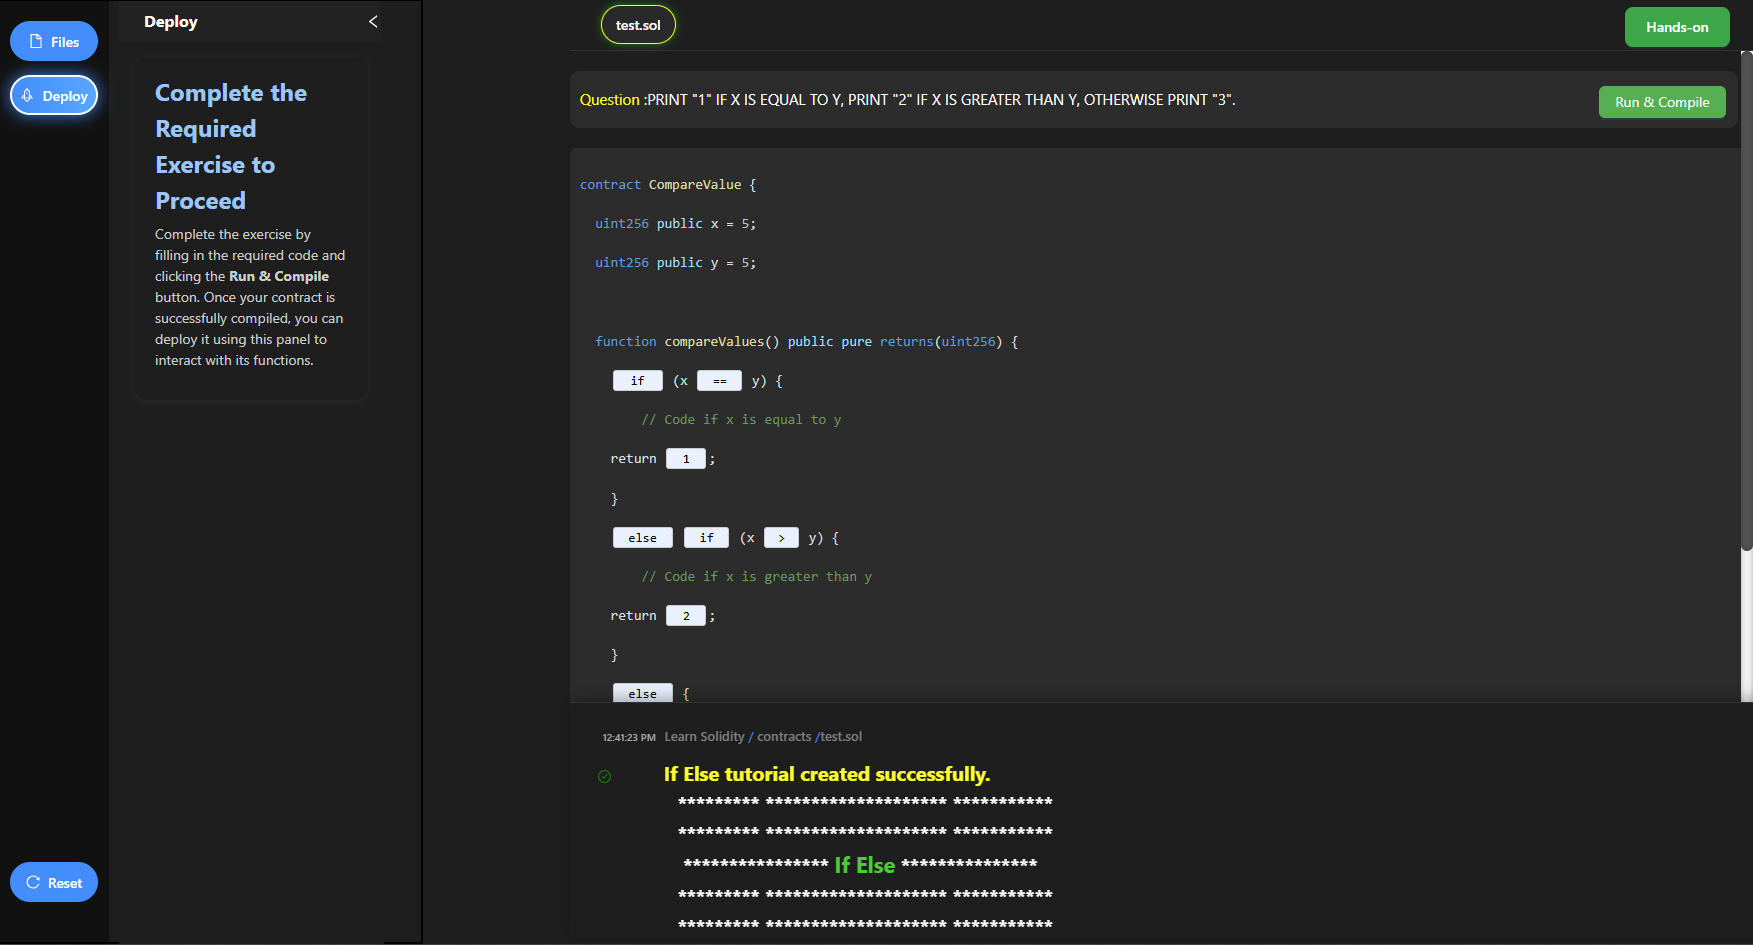 Files
Deploy
Reset
Deploy
Complete the
Required
Exercise to
Proceed
Complete the exercise by
filling in the required code and
clicking the Run & Compile
button. Once your contract is
successfully compiled, you can
deploy it using this panel to
interact with its functions.
test.sol
Hands-on
Question :PRINT "1" IF X IS EQUAL TO Y, PRINT "2" IF X IS GREATER THAN Y, OTHERWISE PRINT "3".
Run & Compile
contract CompareValue {
uint256 public x = 5;
uint256 public y = 5;
function compareValues() public pure returns(uint256) {
if (x == y) {
// Code if x is equal to y
return 1 ;
}
else if (x > y) {
// Code if x is greater than y
return 2 ;
}
else {
12:41:23 PM Learn Solidity / contracts /test.sol
If Else tutorial created successfully.
********* ******************** ***********
********* ******************** ***********
**************** If Else ***************
********* ******************** ***********
********* ******************** ***********